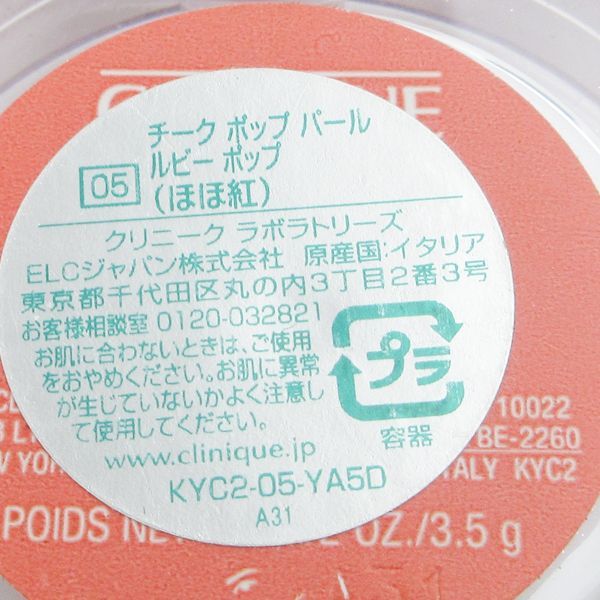 チーク ポップ パール
05 ルビー ポップ
(ほほ紅)
クリニーク ラボラトリーズ
ELCジャパン株式会社 原産国:イタリア
東京都千代田区丸の内3丁目2番3号
お客様相談室 0120-032821
お肌に合わないときは、ご使用
をおやめください。お肌に異常
が生じていないかよく注意し
て使用してください。
プラ
容器
www.clinique.jp
KYC2-05-YA5D
A31
10022
BE-2260
KYC2
POIDS
OZ./3.5 g